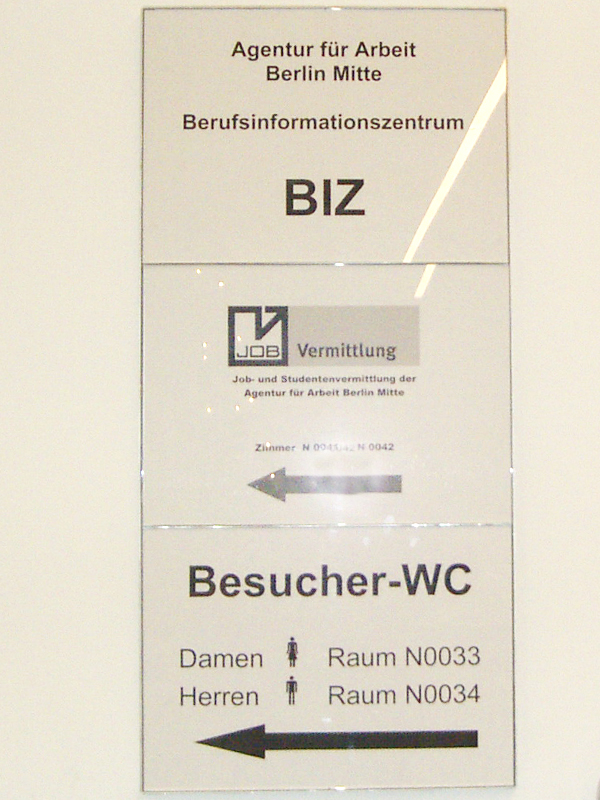 Agentur für Arbeit
Berlin Mitte
Berufsinformationszentrum
BIZ
JOB Vermittlung
Job- und Studentenvermittlung der
Agentur für Arbeit Berlin Mitte
Zimmer N N 0042
Besucher-WC
Damen Raum N0033
Herren Raum N0034